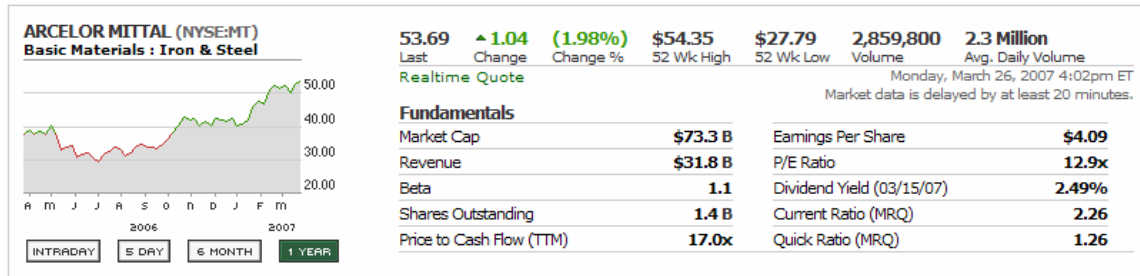 ARCELOR MITTAL (NYSE:MT)
Basic Materials : Iron & Steel
50.00
40.00
30.00
20.00
A M J J A S O N D J F M
2006 2007
INTRADAY 5 DAY 6 MONTH 1 YEAR
53.69 1.04 (1.98%) $54.35 $27.79 2,859,800 2.3 Million
Last Change Change % 52 Wk High 52 Wk Low Volume Avg. Daily Volume
Realtime Quote Monday, March 26, 2007 4:02pm ET
Market data is delayed by at least 20 minutes.
Fundamentals
Market Cap $73.3 B Earnings Per Share $4.09
Revenue $31.8 B P/E Ratio 12.9x
Beta 1.1 Dividend Yield (03/15/07) 2.49%
Shares Outstanding 1.4 B Current Ratio (MRQ) 2.26
Price to Cash Flow (TTM) 17.0x Quick Ratio (MRQ) 1.26